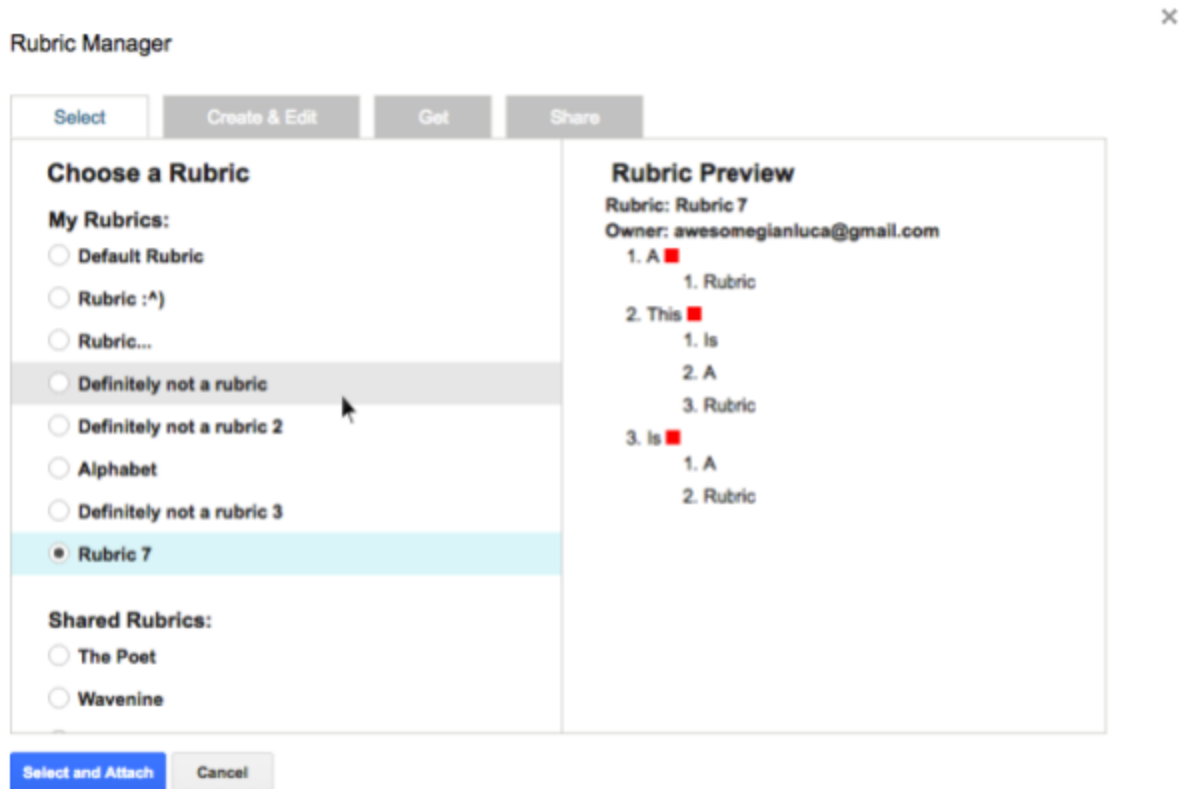 ×
Rubric Manager
Select
Create & Edit
Get
Share
Choose a Rubric
My Rubrics:
Default Rubric
Rubric :^)
Rubric...
Definitely not a rubric
Definitely not a rubric 2
Alphabet
Definitely not a rubric 3
Rubric 7
Shared Rubrics:
The Poet
Wavenine
Rubric Preview
Rubric: Rubric 7
Owner: awesomegianluca@gmail.com
1. A
1. Rubric
2. This
1. Is
2. A
3. Rubric
3. Is
1. A
2. Rubric
Select and Attach
Cancel